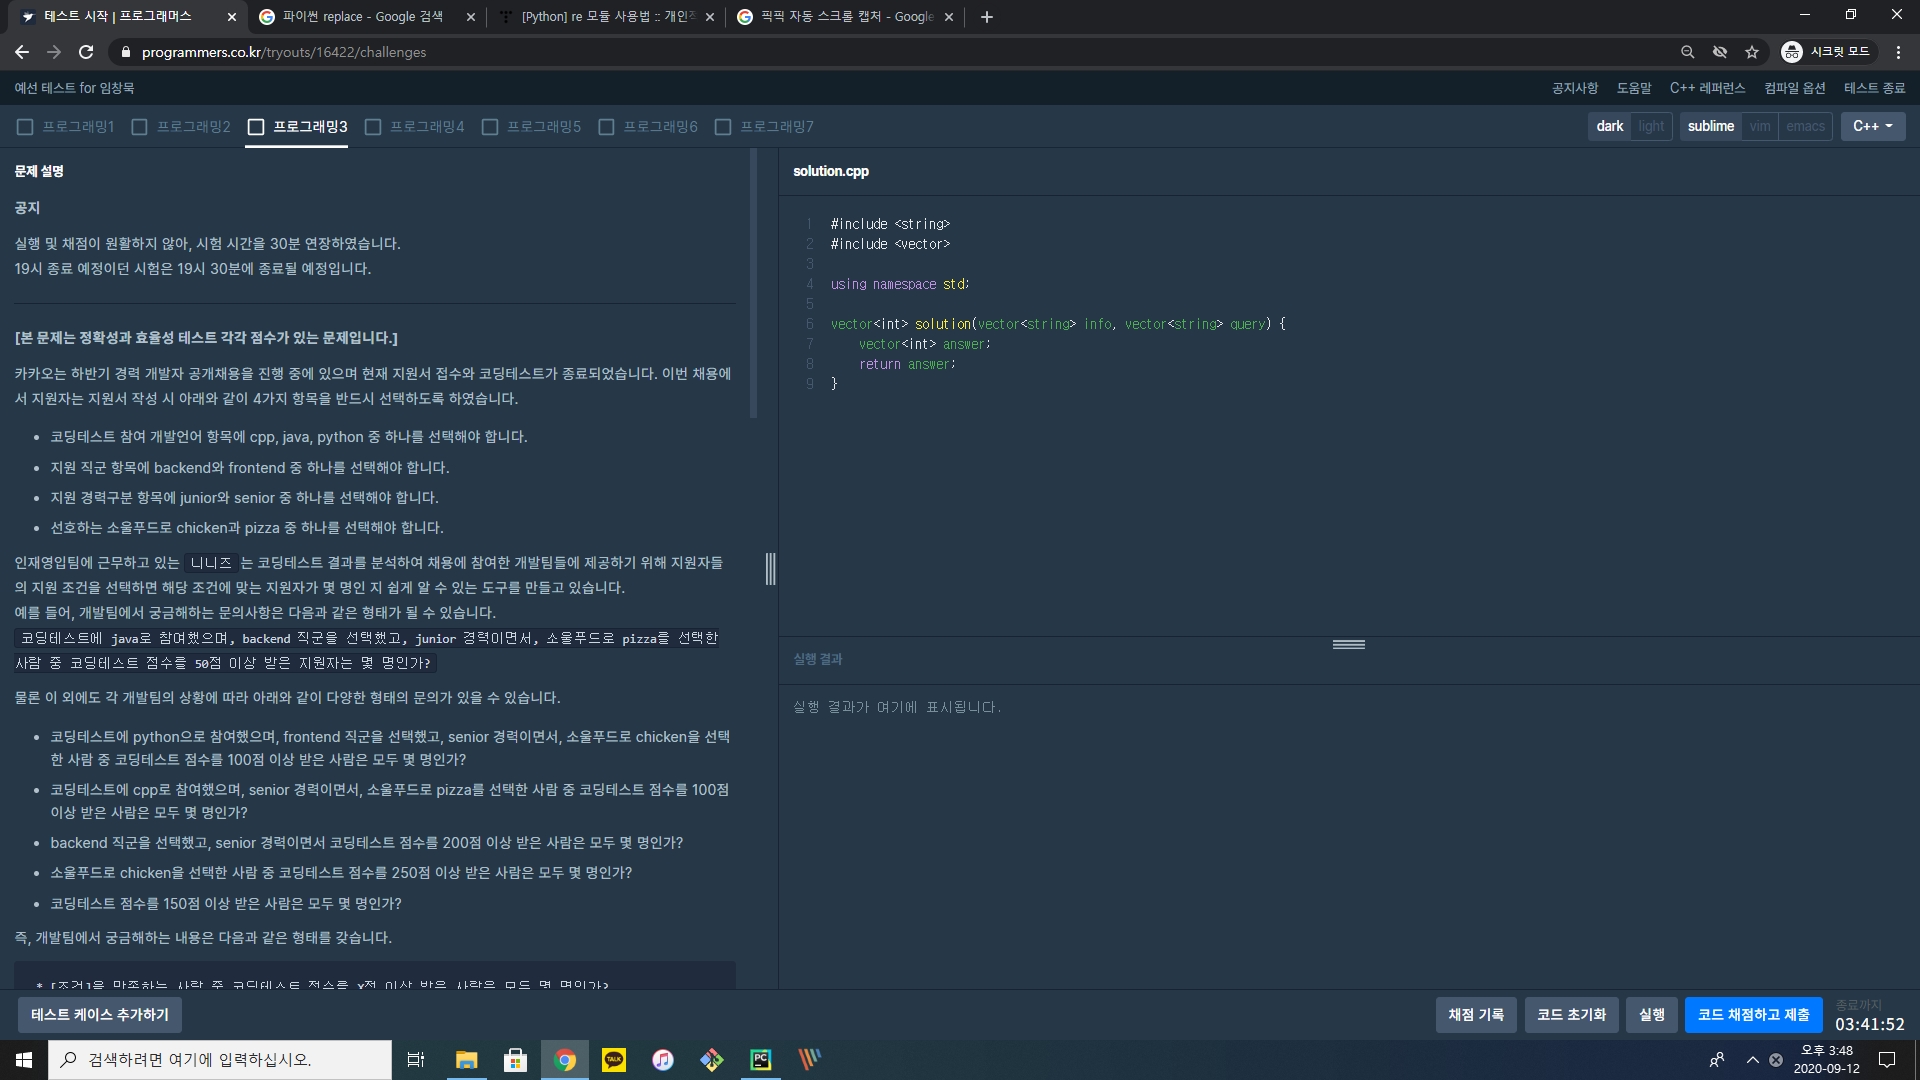 테스트 시작 | 프로그래머스
파이썬 replace - Google 검색
[Python] re 모듈 사용법 :: 개인적
픽픽 자동 스크롤 캡처 - Google
programmers.co.kr/tryouts/16422/challenges
시크릿 모드
예선 테스트 for 임창묵
공지사항 도움말 C++ 레퍼런스 컴파일 옵션 테스트 종료
프로그래밍1 프로그래밍2 프로그래밍3 프로그래밍4 프로그래밍5 프로그래밍6 프로그래밍7
dark light sublime vim emacs C++
문제 설명
공지
실행 및 채점이 원활하지 않아, 시험 시간을 30분 연장하였습니다.
19시 종료 예정이던 시험은 19시 30분에 종료될 예정입니다.
[본 문제는 정확성과 효율성 테스트 각각 점수가 있는 문제입니다.]
카카오는 하반기 경력 개발자 공개채용을 진행 중에 있으며 현재 지원서 접수와 코딩테스트가 종료되었습니다. 이번 채용에
서 지원자는 지원서 작성 시 아래와 같이 4가지 항목을 반드시 선택하도록 하였습니다.
• 코딩테스트 참여 개발언어 항목에 cpp, java, python 중 하나를 선택해야 합니다.
• 지원 직군 항목에 backend와 frontend 중 하나를 선택해야 합니다.
• 지원 경력구분 항목에 junior와 senior 중 하나를 선택해야 합니다.
• 선호하는 소울푸드로 chicken과 pizza 중 하나를 선택해야 합니다.
인재영입팀에 근무하고 있는 니니즈 는 코딩테스트 결과를 분석하여 채용에 참여한 개발팀들에 제공하기 위해 지원자들
의 지원 조건을 선택하면 해당 조건에 맞는 지원자가 몇 명인 지 쉽게 알 수 있는 도구를 만들고 있습니다.
예를 들어, 개발팀에서 궁금해하는 문의사항은 다음과 같은 형태가 될 수 있습니다.
코딩테스트에 java로 참여했으며, backend 직군을 선택했고, junior 경력이면서, 소울푸드로 pizza를 선택한
사람 중 코딩테스트 점수를 50점 이상 받은 지원자는 몇 명인가?
물론 이 외에도 각 개발팀의 상황에 따라 아래와 같이 다양한 형태의 문의가 있을 수 있습니다.
• 코딩테스트에 python으로 참여했으며, frontend 직군을 선택했고, senior 경력이면서, 소울푸드로 chicken을 선택
한 사람 중 코딩테스트 점수를 100점 이상 받은 사람은 모두 몇 명인가?
• 코딩테스트에 cpp로 참여했으며, senior 경력이면서, 소울푸드로 pizza를 선택한 사람 중 코딩테스트 점수를 100점
이상 받은 사람은 모두 몇 명인가?
• backend 직군을 선택했고, senior 경력이면서 코딩테스트 점수를 200점 이상 받은 사람은 모두 몇 명인가?
• 소울푸드로 chicken을 선택한 사람 중 코딩테스트 점수를 250점 이상 받은 사람은 모두 몇 명인가?
• 코딩테스트 점수를 150점 이상 받은 사람은 모두 몇 명인가?
즉, 개발팀에서 궁금해하는 내용은 다음과 같은 형태를 갖습니다.
* [조건]을 만족하는 사람 중 코딩테스트 점수를 X점 이상 받은 사람은 모두 몇 명인가?
solution.cpp
1 #include <string>
2 #include <vector>
3
4 using namespace std;
5
6 vector<int> solution(vector<string> info, vector<string> query) {
7 vector<int> answer;
8 return answer;
9 }
실행 결과
실행 결과가 여기에 표시됩니다.
테스트 케이스 추가하기
채점 기록 코드 초기화 실행 코드 채점하고 제출
종료까지
03:41:52
검색하려면 여기에 입력하십시오.
TALK
PC
오후 3:48
2020-09-12